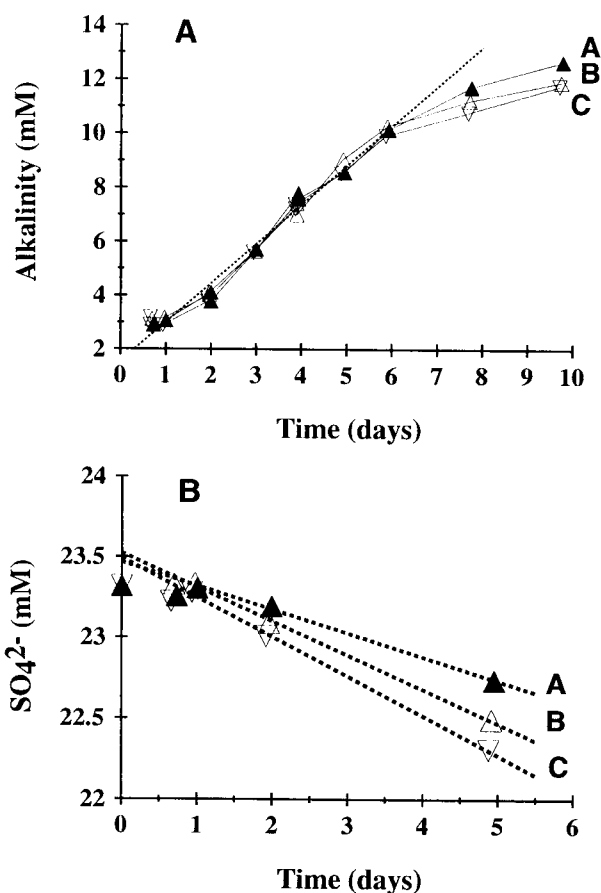 A
14
12
10
8
6
4
2
Alkalinity (mM)
A
B
C
0 1 2 3 4 5 6 7 8 9 10
Time (days)
B
24
23.5
23
22.5
22
SO₄²⁻ (mM)
A
B
C
0 1 2 3 4 5 6
Time (days)